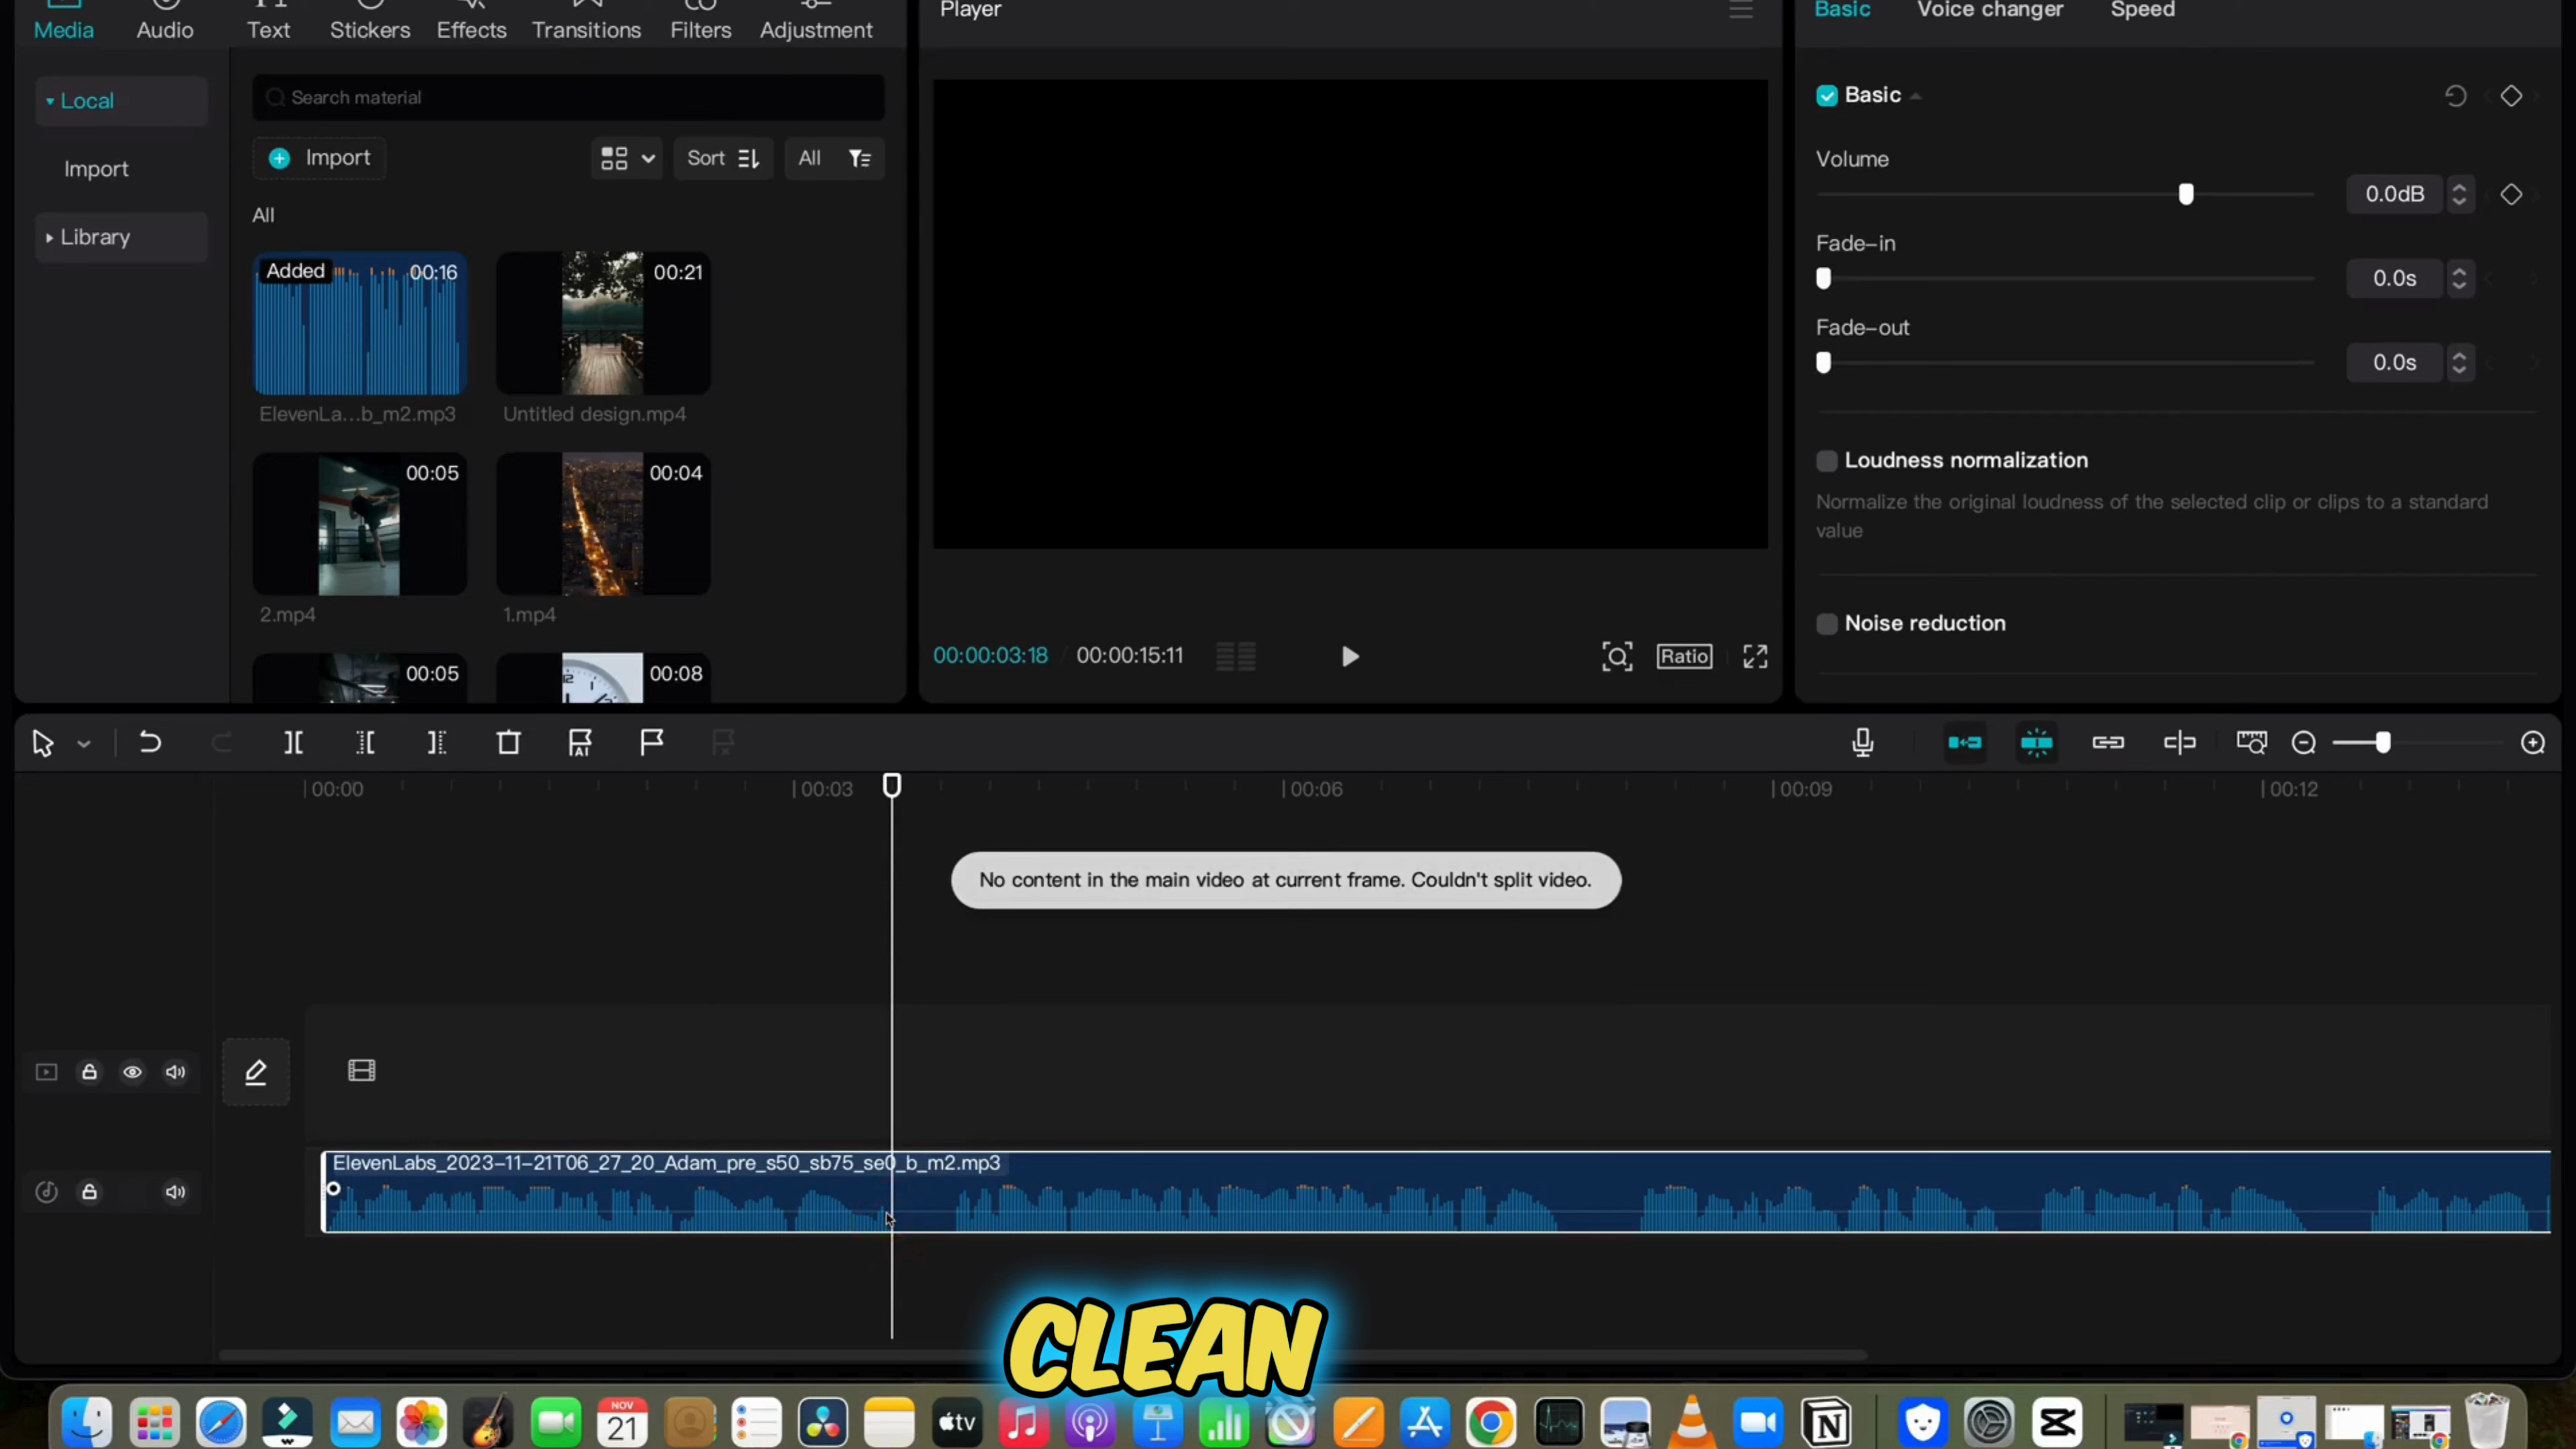 Media
Audio
Text
Stickers
Effects
Transitions
Filters
Adjustment
Local
Import
Library
Search material
Import
Sort
All
All
Added
00:16
ElevenLa...b_m2.mp3
00:21
Untitled design.mp4
00:05
2.mp4
00:04
1.mp4
00:05
00:08
12
Player
00:00:03:18 / 00:00:15:11
Ratio
Basic
Voice changer
Speed
Basic
Volume
0.0dB
Fade-in
0.0s
Fade-out
0.0s
Loudness normalization
Normalize the original loudness of the selected clip or clips to a standard
value
Noise reduction
AI
00:00
00:03
00:06
00:09
00:12
No content in the main video at current frame. Couldn't split video.
ElevenLabs_2023-11-21T06_27_20_Adam_pre_s50_sb75_se0_b_m2.mp3
CLEAN
NOV
21
tv